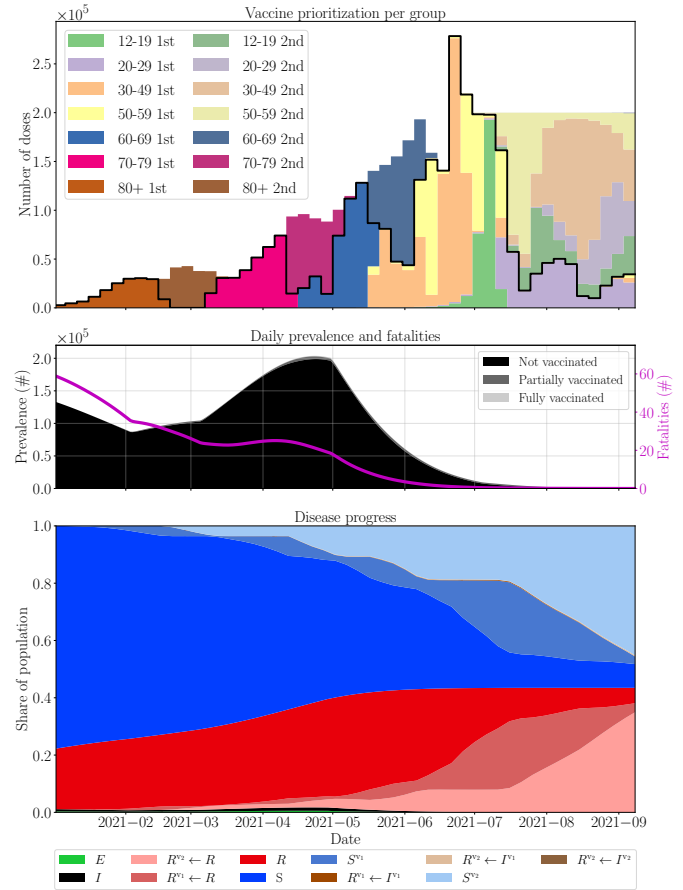 Vaccine prioritization per group
×10⁵
Number of doses
2.5
2.0
1.5
1.0
0.5
0.0
12-19 1st
20-29 1st
30-49 1st
50-59 1st
60-69 1st
70-79 1st
80+ 1st
12-19 2nd
20-29 2nd
30-49 2nd
50-59 2nd
60-69 2nd
70-79 2nd
80+ 2nd
Daily prevalence and fatalities
×10⁵
Prevalence (#)
2.0
1.5
1.0
0.5
0.0
Not vaccinated
Partially vaccinated
Fully vaccinated
60
40
20
0
Fatalities (#)
Disease progress
Share of population
1.0
0.8
0.6
0.4
0.2
0.0
2021-02 2021-03 2021-04 2021-05 2021-06 2021-07 2021-08 2021-09
Date
E R^v₂ ← R R S^v₁ R^v₂ ← I^v₁ R^v₂ ← I^v₂
I R^v₁ ← R S R^v₁ ← I^v₁ S^v₂